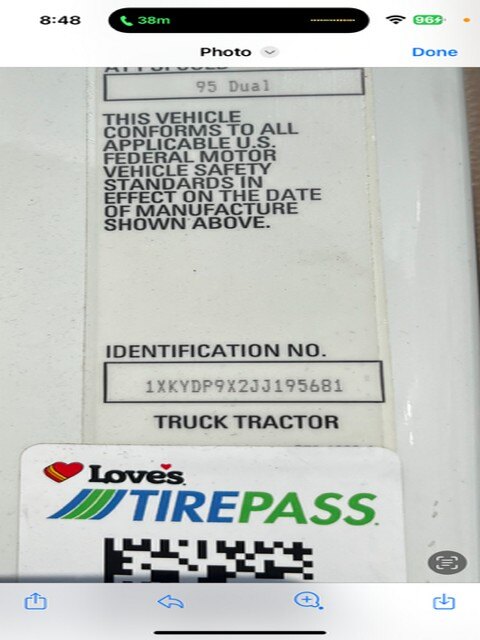 8:48
38m
96
Photo
Done
95 Dual
THIS VEHICLE
CONFORMS TO ALL
APPLICABLE U.S.
FEDERAL MOTOR
VEHICLE SAFETY
STANDARDS IN
EFFECT ON THE DATE
OF MANUFACTURE
SHOWN ABOVE.
IDENTIFICATION NO.
1XKYDP9X2JJ195681
TRUCK TRACTOR
Love's
TIREPASS